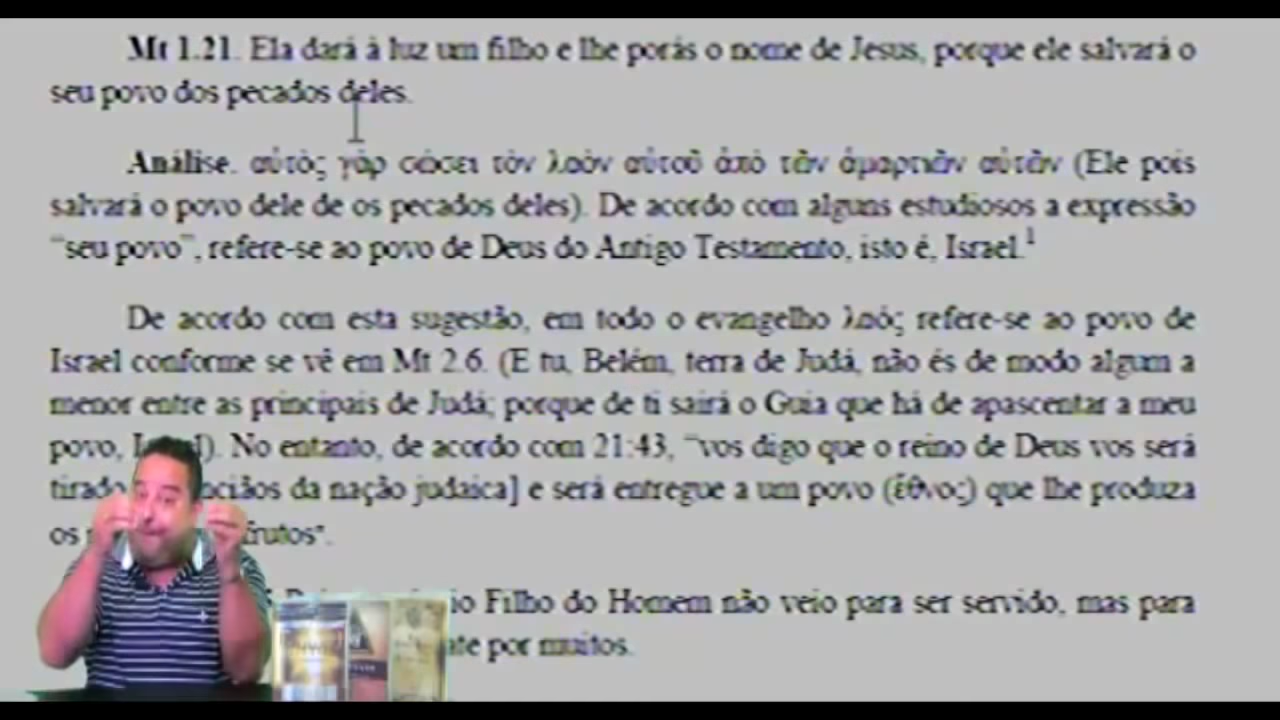 Mt 1.21. Ela dará à luz um filho e lhe porás o nome de Jesus, porque ele salvará o
seu povo dos pecados deles.
Análise. αὐτὸς γὰρ σώσει τὸν λαὸν αὐτοῦ ἀπὸ τῶν ἁμαρτιῶν αὐτῶν (Ele pois
salvará o povo dele de os pecados deles). De acordo com alguns estudiosos a expressão
“seu povo”, refere-se ao povo de Deus do Antigo Testamento, isto é, Israel.¹
De acordo com esta sugestão, em todo o evangelho λαός refere-se ao povo de
Israel conforme se vê em Mt 2.6. (E tu, Belém, terra de Judá, não és de modo algum a
menor entre as principais de Judá; porque de ti sairá o Guia que há de apascentar a meu
povo, No entanto, de acordo com 21:43, “vos digo que o reino de Deus vos será
tirado da nação judaica] e será entregue a um povo (ἔθνος) que lhe produza
os frutos”.
Filho do Homem não veio para ser servido, mas para
por muitos.